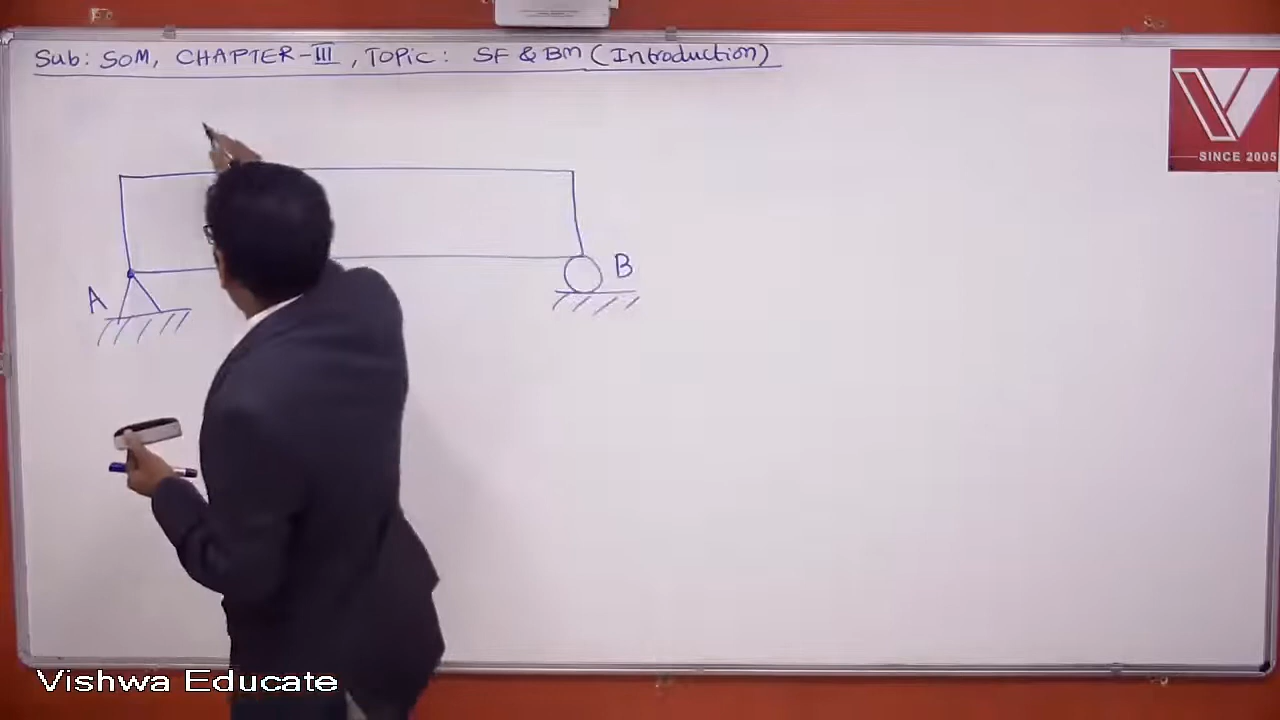 Sub: SOM, CHAPTER-III, TOPIC: SF & BM (Introduction)
V
SINCE 2005
A
B
Vishwa Educate